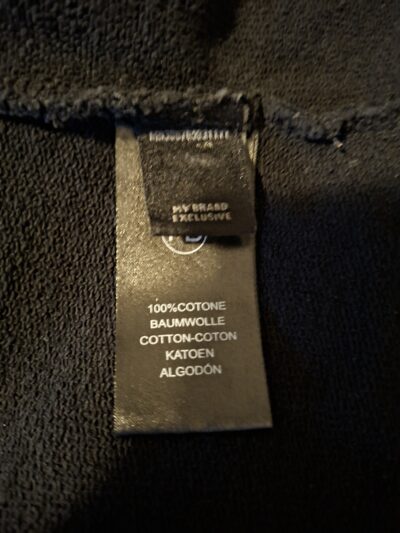 MY BRAND
EXCLUSIVE
100%COTONE
BAUMWOLLE
COTTON-COTON
KATOEN
ALGODÓN